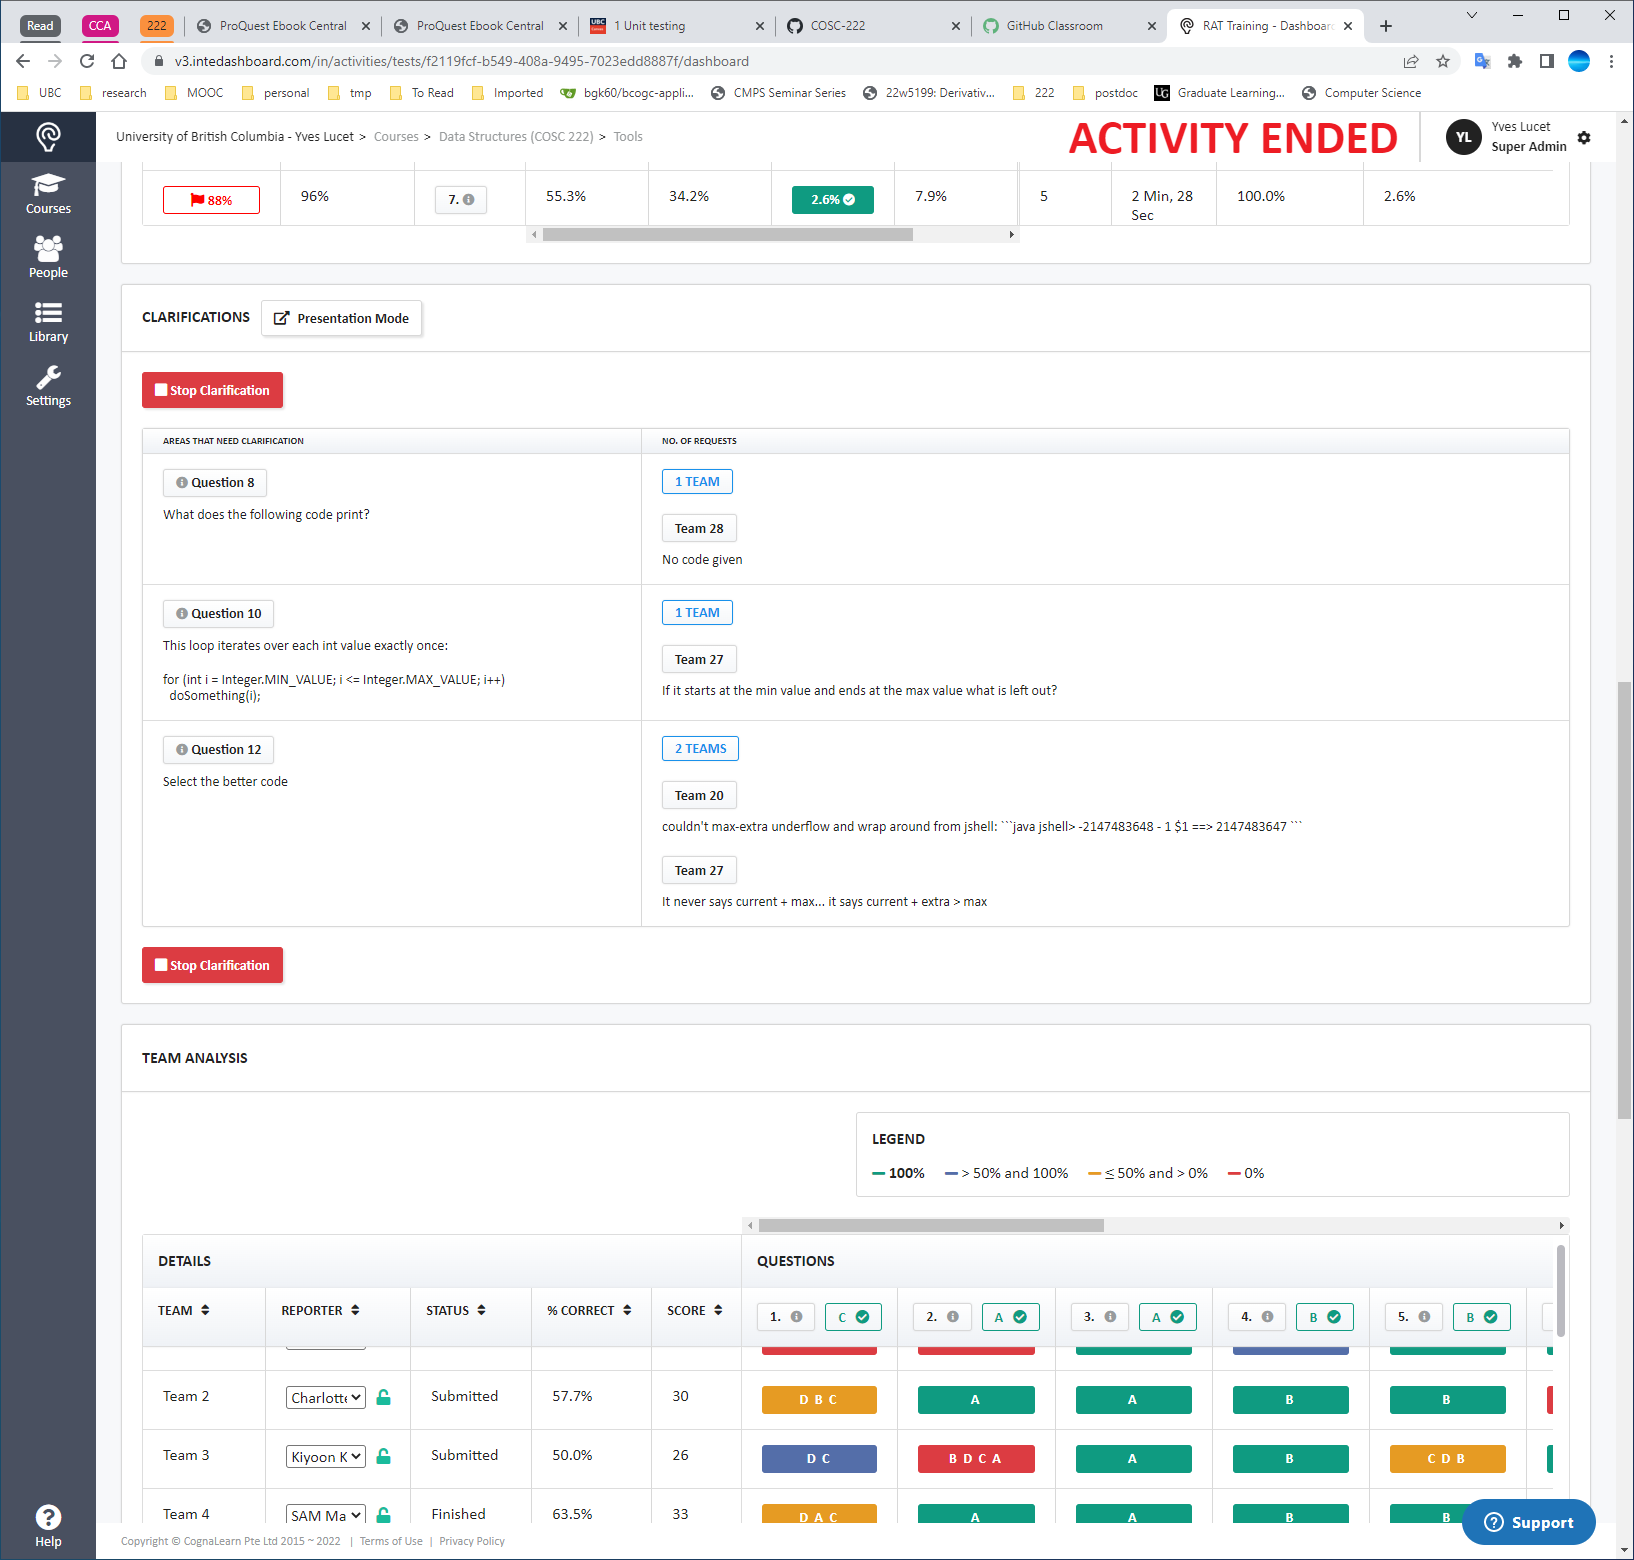 Read
CCA
222
ProQuest Ebook Central
ProQuest Ebook Central
UBC
1 Unit testing
COSC-222
GitHub Classroom
RAT Training - Dashboard
v3.intedashboard.com/in/activities/tests/f2119fcf-b549-408a-9495-7023edd8887f/dashboard
UBC
research
MOOC
personal
tmp
To Read
Imported
bgk60/bcogc-appli...
CMPS Seminar Series
22w5199: Derivativ...
222
postdoc
UG
Graduate Learning...
Computer Science
University of British Columbia - Yves Lucet > Courses > Data Structures (COSC 222) > Tools
ACTIVITY ENDED
YL
Yves Lucet
Super Admin
Courses
People
Library
Settings
Help
88%
96%
7.
55.3%
34.2%
2.6%
7.9%
5
2 Min, 28
Sec
100.0%
2.6%
CLARIFICATIONS
Presentation Mode
Stop Clarification
AREAS THAT NEED CLARIFICATION
NO. OF REQUESTS
Question 8
What does the following code print?
1 TEAM
Team 28
No code given
Question 10
This loop iterates over each int value exactly once:
for (int i = Integer.MIN_VALUE; i <= Integer.MAX_VALUE; i++)
doSomething(i);
1 TEAM
Team 27
If it starts at the min value and ends at the max value what is left out?
Question 12
Select the better code
2 TEAMS
Team 20
couldn't max-extra underflow and wrap around from jshell: ```java jshell> -2147483648 - 1 $1 ==> 2147483647 ```
Team 27
It never says current + max... it says current + extra > max
Stop Clarification
TEAM ANALYSIS
LEGEND
100%
> 50% and 100%
≤ 50% and > 0%
0%
DETAILS
QUESTIONS
TEAM
REPORTER
STATUS
% CORRECT
SCORE
1.
C
2.
A
3.
A
4.
B
5.
B
Team 2
Charlotte
Submitted
57.7%
30
D B C
A
A
B
B
Team 3
Kiyoon K
Submitted
50.0%
26
D C
B D C A
A
B
C D B
Team 4
SAM Ma
Finished
63.5%
33
D A C
A
A
B
B
Support
Copyright © CognaLearn Pte Ltd 2015 ~ 2022 | Terms of Use | Privacy Policy